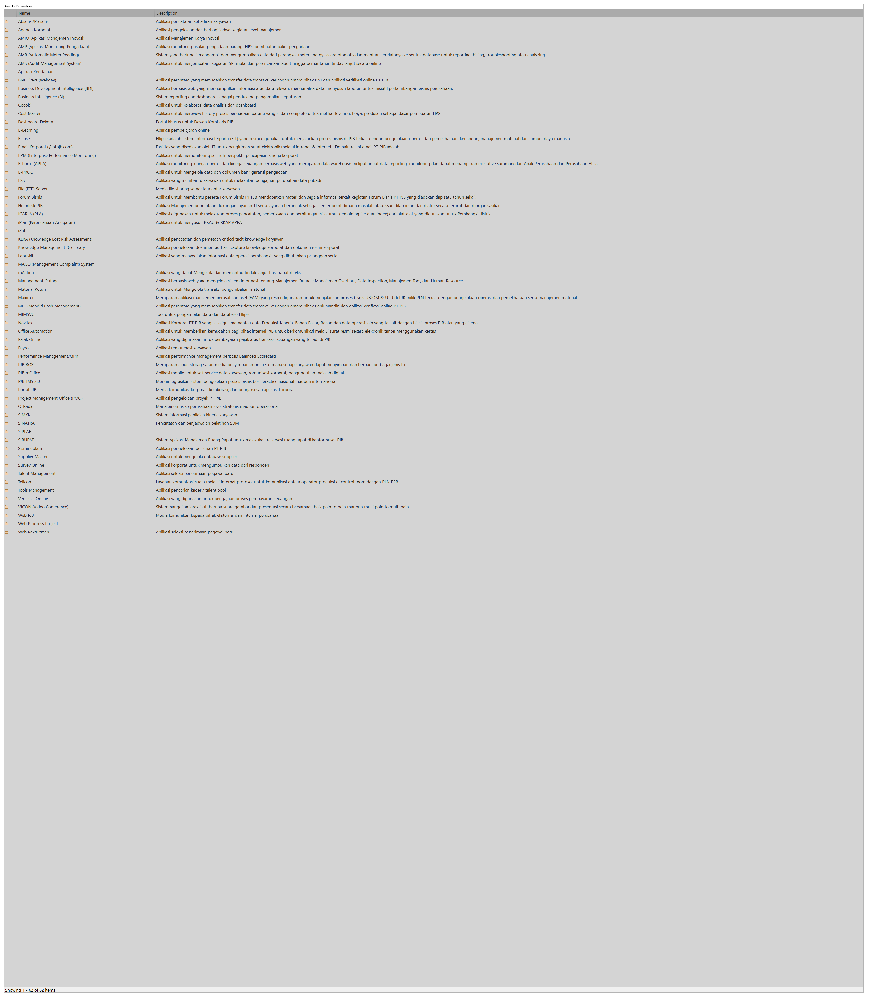 Application Portfolio Catalog
Name Description
Absensi/Presensi Aplikasi pencatatan kehadiran karyawan
Agenda Korporat Aplikasi pengelolaan dan berbagi jadwal kegiatan level manajemen
AMIO (Aplikasi Manajemen Inovasi) Aplikasi Manajemen Karya Inovasi
AMP (Aplikasi Monitoring Pengadaan) Aplikasi monitoring usulan pengadaan barang, HPS, pembuatan paket pengadaan
AMR (Automatic Meter Reading) Sistem yang berfungsi mengambil dan mengumpulkan data dari perangkat meter energy secara otomatis dan mentransfer datanya ke sentral database untuk reporting, billing, troubleshooting atau analyzing.
AMS (Audit Management System) Aplikasi untuk menjembatani kegiatan SPI mulai dari perencanaan audit hingga pemantauan tindak lanjut secara online
Aplikasi Kendaraan
BNI Direct (Webdav) Aplikasi perantara yang memudahkan transfer data transaksi keuangan antara pihak BNI dan aplikasi verifikasi online PT PJB
Business Development Intelligence (BDI) Aplikasi berbasis web yang mengumpulkan informasi atau data relevan, menganalisa data, menyusun laporan untuk inisiatif perkembangan bisnis perusahaan.
Business Intelligence (BI) Sistem reporting dan dashboard sebagai pendukung pengambilan keputusan
Cocobi Aplikasi untuk kolaborasi data analisis dan dashboard
Cost Master Aplikasi untuk mereview history proses pengadaan barang yang sudah complete untuk melihat levering, biaya, produsen sebagai dasar pembuatan HPS
Dashboard Dekom Portal khusus untuk Dewan Komisaris PJB
E-Learning Aplikasi pembelajaran online
Ellipse Ellipse adalah sistem informasi terpadu (SIT) yang resmi digunakan untuk menjalankan proses bisnis di PJB terkait dengan pengelolaan operasi dan pemeliharaan, keuangan, manajemen material dan sumber daya manusia
Email Korporat (@ptpjb.com) Fasilitas yang disediakan oleh IT untuk pengiriman surat elektronik melalui intranet & internet.  Domain resmi email PT PJB adalah
EPM (Enterprise Performance Monitoring) Aplikasi untuk memonitoring seluruh perspektif pencapaian kinerja korporat
E-Portis (APPA) Aplikasi monitoring kinerja operasi dan kinerja keuangan berbasis web yang merupakan data warehouse meliputi input data reporting, monitoring dan dapat menampilkan executive summary dari Anak Perusahaan dan Perusahaan Afiliasi
E-PROC Aplikasi untuk mengelola data dan dokumen bank garansi pengadaan
ESS Aplikasi yang membantu karyawan untuk melakukan pengajuan perubahan data pribadi
File (FTP) Server Media file sharing sementara antar karyawan
Forum Bisnis Aplikasi untuk membantu peserta Forum Bisnis PT PJB mendapatkan materi dan segala informasi terkait kegiatan Forum Bisnis PT PJB yang diadakan tiap satu tahun sekali.
Helpdesk PJB Aplikasi Manajemen permintaan dukungan layanan TI serta layanan bertindak sebagai center point dimana masalah atau issue dilaporkan dan diatur secara terurut dan diorganisasikan
ICARLA (RLA) Aplikasi digunakan untuk melakukan proses pencatatan, pemeriksaan dan perhitungan sisa umur (remaining life atau index) dari alat-alat yang digunakan untuk Pembangkit listrik
iPlan (Perencanaan Anggaran) Aplikasi untuk menyusun RKAU & RKAP APPA
iZat
KLRA (Knowledge Lost Risk Assessment) Aplikasi pencatatan dan pemetaan critical tacit knowledge karyawan
Knowledge Management & elibrary Aplikasi pengelolaan dokumentasi hasil capture knowledge korporat dan dokumen resmi korporat
Lapuskit Aplikasi yang menyediakan informasi data operasi pembangkit yang dibutuhkan pelanggan serta
MACO (Management Complaint) System
mAction Aplikasi yang dapat Mengelola dan memantau tindak lanjut hasil rapat direksi
Management Outage Aplikasi berbasis web yang mengelola sistem informasi tentang Manajemen Outage: Manajemen Overhaul, Data Inspection, Manajemen Tool, dan Human Resource
Material Return Aplikasi untuk Mengelola transaksi pengembalian material
Maximo Merupakan aplikasi manajemen perusahaan aset (EAM) yang resmi digunakan untuk menjalankan proses bisnis UBJOM & UJLJ di PJB milik PLN terkait dengan pengelolaan operasi dan pemeliharaan serta manajemen material
MFT (Mandiri Cash Management) Aplikasi perantara yang memudahkan transfer data transaksi keuangan antara pihak Bank Mandiri dan aplikasi verifikasi online PT PJB
MIMSVU Tool untuk pengambilan data dari database Ellipse
Navitas Aplikasi Korporat PT PJB yang sekaligus memantau data Produksi, Kinerja, Bahan Bakar, Beban dan data operasi lain yang terkait dengan bisnis proses PJB atau yang dikenal
Office Automation Aplikasi untuk memberikan kemudahan bagi pihak internal PJB untuk berkomunikasi melalui surat resmi secara elektronik tanpa menggunakan kertas
Pajak Online Aplikasi yang digunakan untuk pembayaran pajak atas transaksi keuangan yang terjadi di PJB
Payroll Aplikasi remunerasi karyawan
Performance Management/QPR Aplikasi performance management berbasis Balanced Scorecard
PJB BOX Merupakan cloud storage atau media penyimpanan online, dimana setiap karyawan dapat menyimpan dan berbagi berbagai jenis file
PJB mOffice Aplikasi mobile untuk self-service data karyawan, komunikasi korporat, pengunduhan majalah digital
PJB-IMS 2.0 Mengintegrasikan sistem pengelolaan proses bisnis best-practice nasional maupun internasional
Portal PJB Media komunikasi korporat, kolaborasi, dan pengaksesan aplikasi korporat
Project Management Office (PMO) Aplikasi pengelolaan proyek PT PJB
Q-Radar Manajemen risiko perusahaan level strategis maupun operasional
SIMKK Sistem informasi penilaian kinerja karyawan
SINATRA Pencatatan dan penjadwalan pelatihan SDM
SIPLAH
SIRUPAT Sistem Aplikasi Manajemen Ruang Rapat untuk melakukan reservasi ruang rapat di kantor pusat PJB
Sismindokum Aplikasi pengelolaan perizinan PT PJB
Supplier Master Aplikasi untuk mengelola database supplier
Survey Online Aplikasi korporat untuk mengumpulkan data dari responden
Talent Management Aplikasi seleksi penerimaan pegawai baru
Telicon Layanan komunikasi suara melalui internet protokol untuk komunikasi antara operator produksi di control room dengan PLN P2B
Tools Management Aplikasi pencarian kader / talent pool
Verifikasi Online Aplikasi yang digunakan untuk pengajuan proses pembayaran keuangan
VICON (Video Conference) Sistem panggilan jarak jauh berupa suara gambar dan presentasi secara bersamaan baik poin to poin maupun multi poin to multi poin
Web PJB Media komunikasi kepada pihak eksternal dan internal perusahaan
Web Progress Project
Web Rekruitmen Aplikasi seleksi penerimaan pegawai baru
Showing 1 - 62 of 62 items